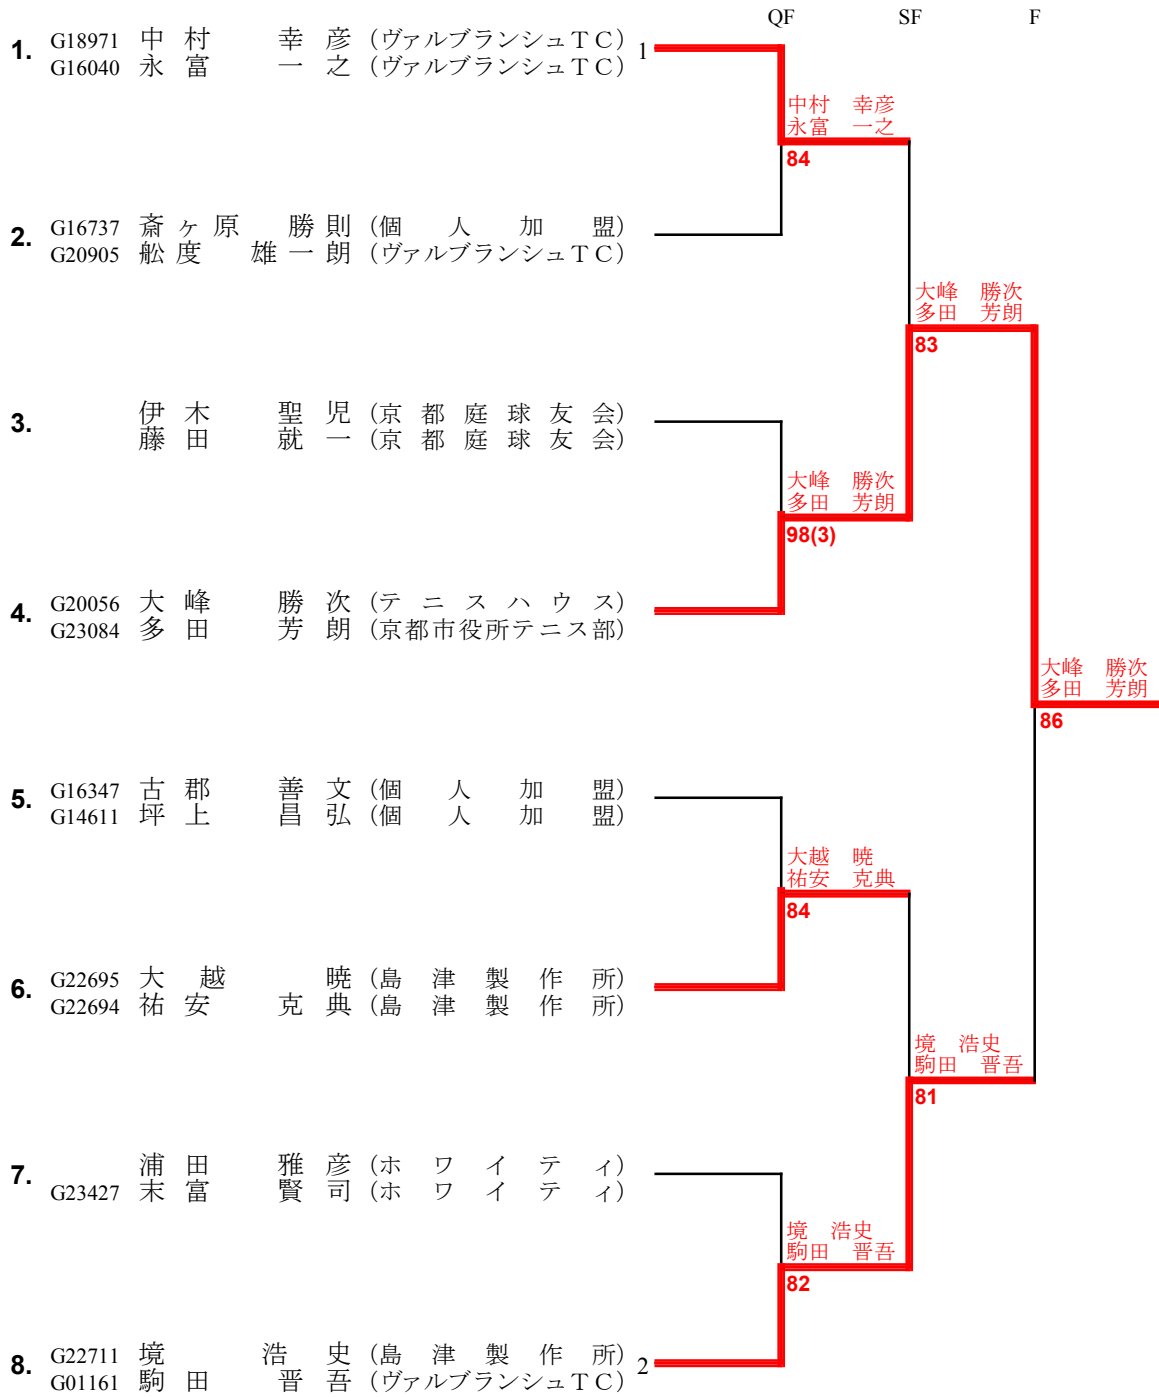 QF SF F
1. G18971 中村 幸彦 (ヴァルブランシュTC) 1
G16040 永富 一之 (ヴァルブランシュTC)
中村 幸彦
永富 一之
84
2. G16737 斎ヶ原 勝則 (個人加盟)
G20905 舩度 雄一朗 (ヴァルブランシュTC)
大峰 勝次
多田 芳朗
83
3. 伊木 聖児 (京都庭球友会)
藤田 就一 (京都庭球友会)
大峰 勝次
多田 芳朗
98(3)
4. G20056 大峰 勝次 (テニスハウス)
G23084 多田 芳朗 (京都市役所テニス部)
大峰 勝次
多田 芳朗
86
5. G16347 古郡 善文 (個人加盟)
G14611 坪上 昌弘 (個人加盟)
大越 暁
祐安 克典
84
6. G22695 大越 暁 (島津製作所)
G22694 祐安 克典 (島津製作所)
境 浩史
駒田 晋吾
81
7. 浦田 雅彦 (ホワイティ)
G23427 末富 賢司 (ホワイティ)
境 浩史
駒田 晋吾
82
8. G22711 境 浩史 (島津製作所) 2
G01161 駒田 晋吾 (ヴァルブランシュTC)